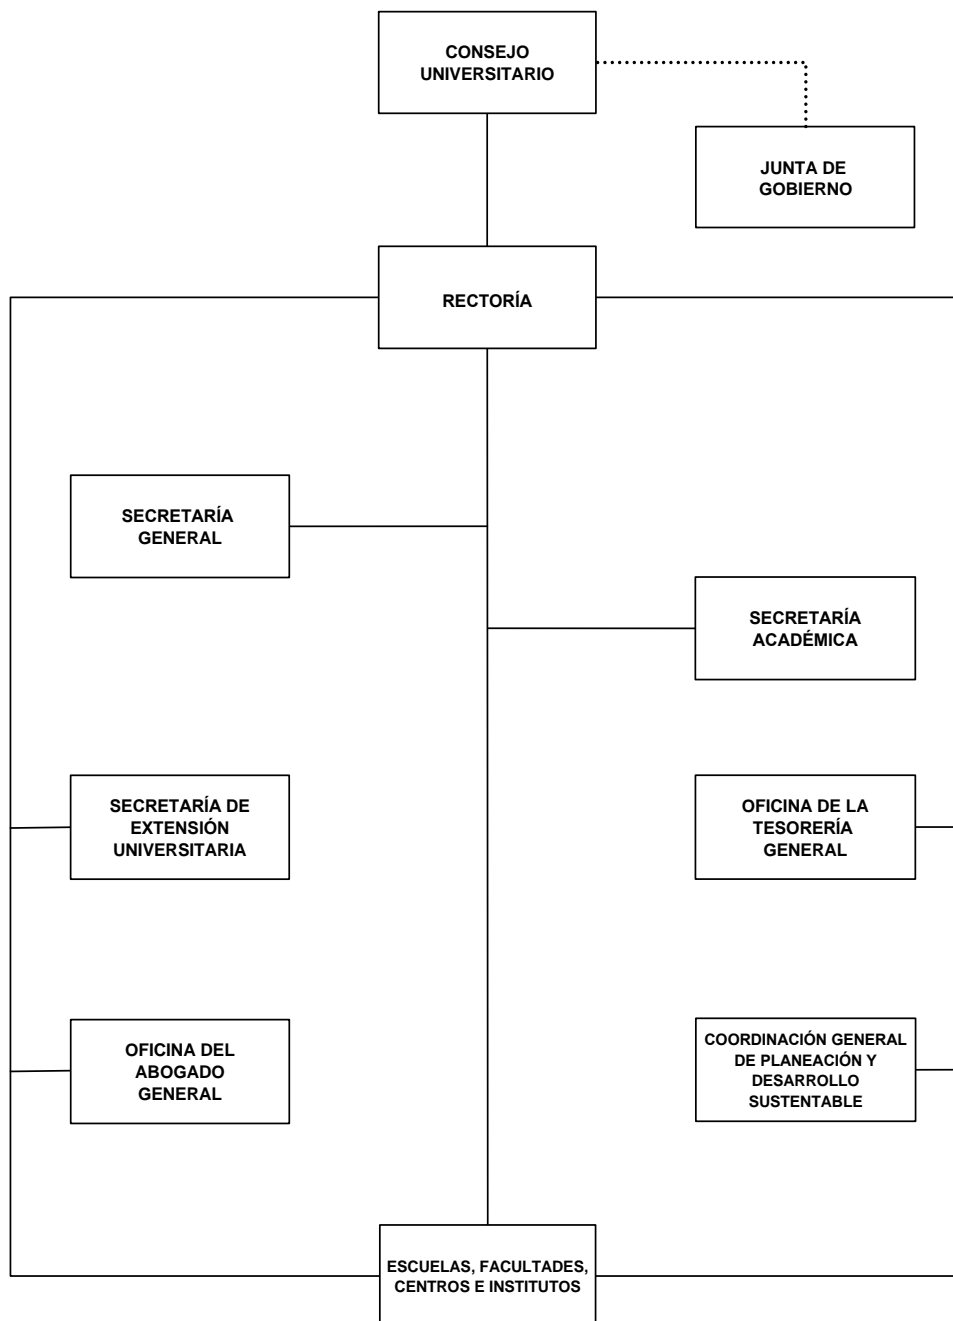 CONSEJO
UNIVERSITARIO
JUNTA DE
GOBIERNO
RECTORÍA
SECRETARÍA
GENERAL
SECRETARÍA
ACADÉMICA
SECRETARÍA DE
EXTENSIÓN
UNIVERSITARIA
OFICINA DE LA
TESORERÍA
GENERAL
OFICINA DEL
ABOGADO
GENERAL
COORDINACIÓN GENERAL
DE PLANEACIÓN Y
DESARROLLO
SUSTENTABLE
ESCUELAS, FACULTADES,
CENTROS E INSTITUTOS